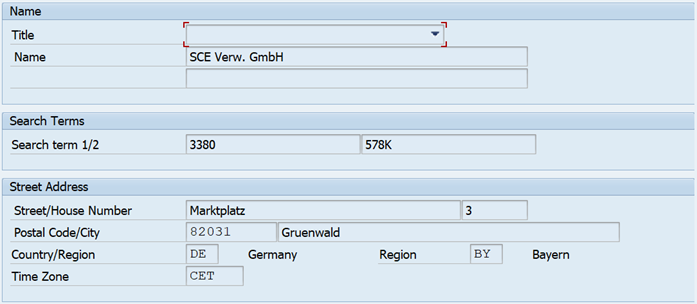 Name
Title
Name SCE Verw. GmbH
Search Terms
Search term 1/2 3380 578K
Street Address
Street/House Number Marktplatz 3
Postal Code/City 82031 Gruenwald
Country/Region DE Germany Region BY Bayern
Time Zone CET